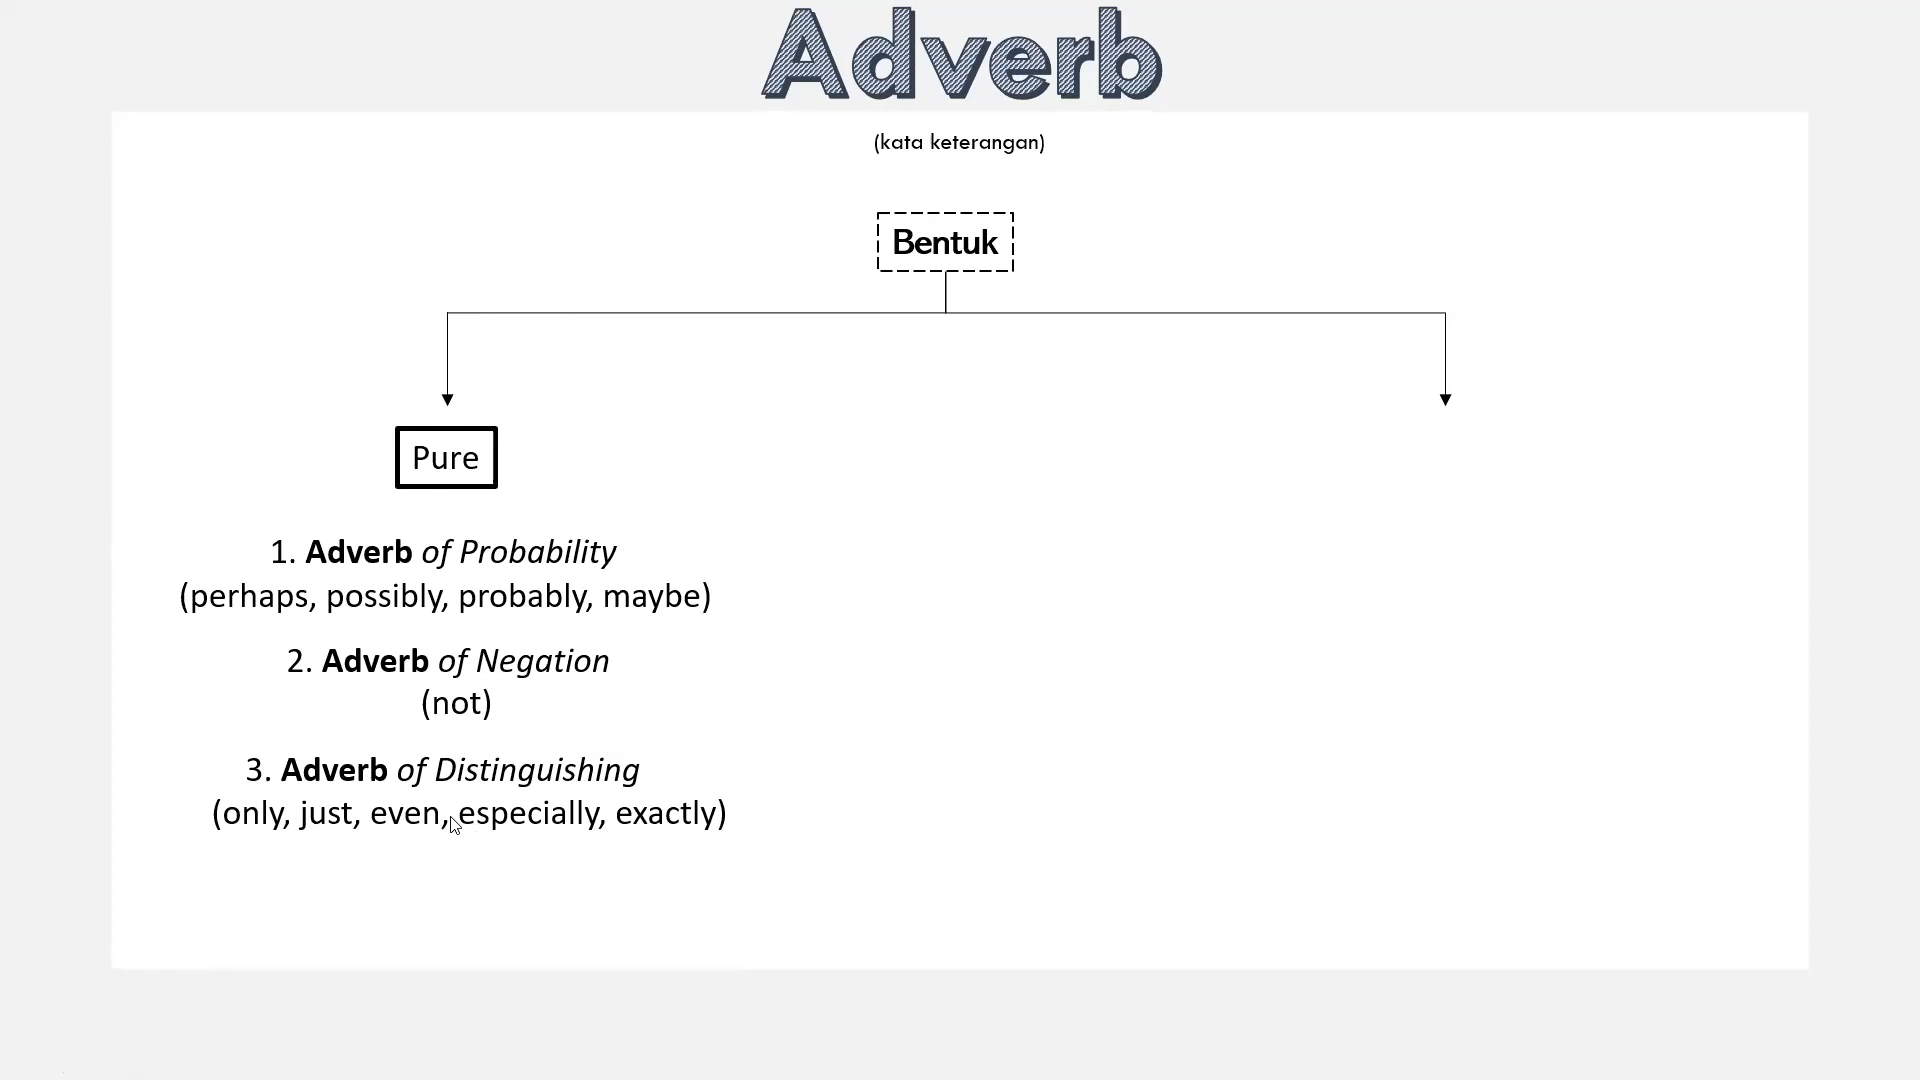 Adverb
(kata keterangan)
Bentuk
Pure
1. Adverb of Probability
(perhaps, possibly, probably, maybe)
2. Adverb of Negation
(not)
3. Adverb of Distinguishing
(only, just, even, especially, exactly)